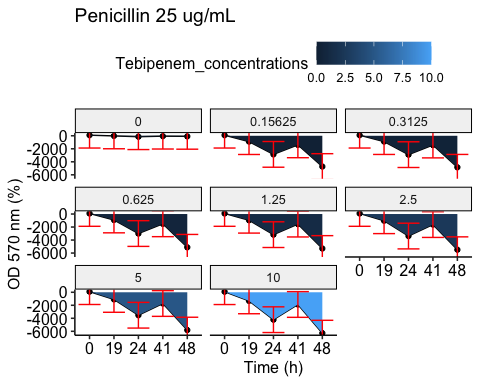 Penicillin 25 ug/mL
Tebipenem_concentrations
0.0 2.5 5.0 7.5 10.0
0 0.15625 0.3125
0
-2000
-4000
-6000
0.625 1.25 2.5
0
-2000
-4000
-6000
0 19 24 41 48
5 10
0
-2000
-4000
-6000
0 19 24 41 48 0 19 24 41 48
OD 570 nm (%)
Time (h)